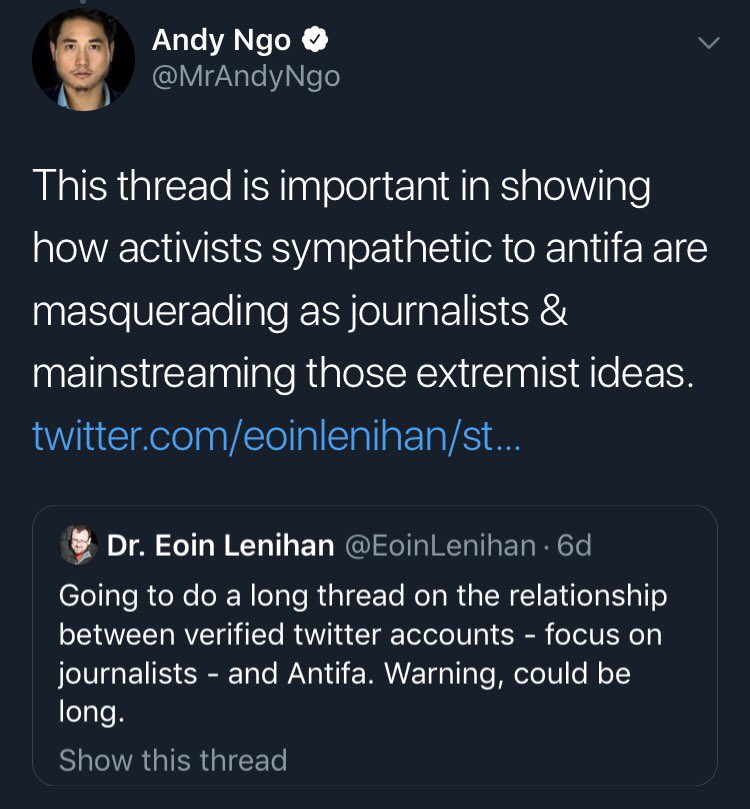 Andy Ngo
@MrAndyNgo
This thread is important in showing
how activists sympathetic to antifa are
masquerading as journalists &
mainstreaming those extremist ideas.
twitter.com/eoinlenihan/st...
Dr. Eoin Lenihan @EoinLenihan · 6d
Going to do a long thread on the relationship
between verified twitter accounts - focus on
journalists - and Antifa. Warning, could be
long.
Show this thread